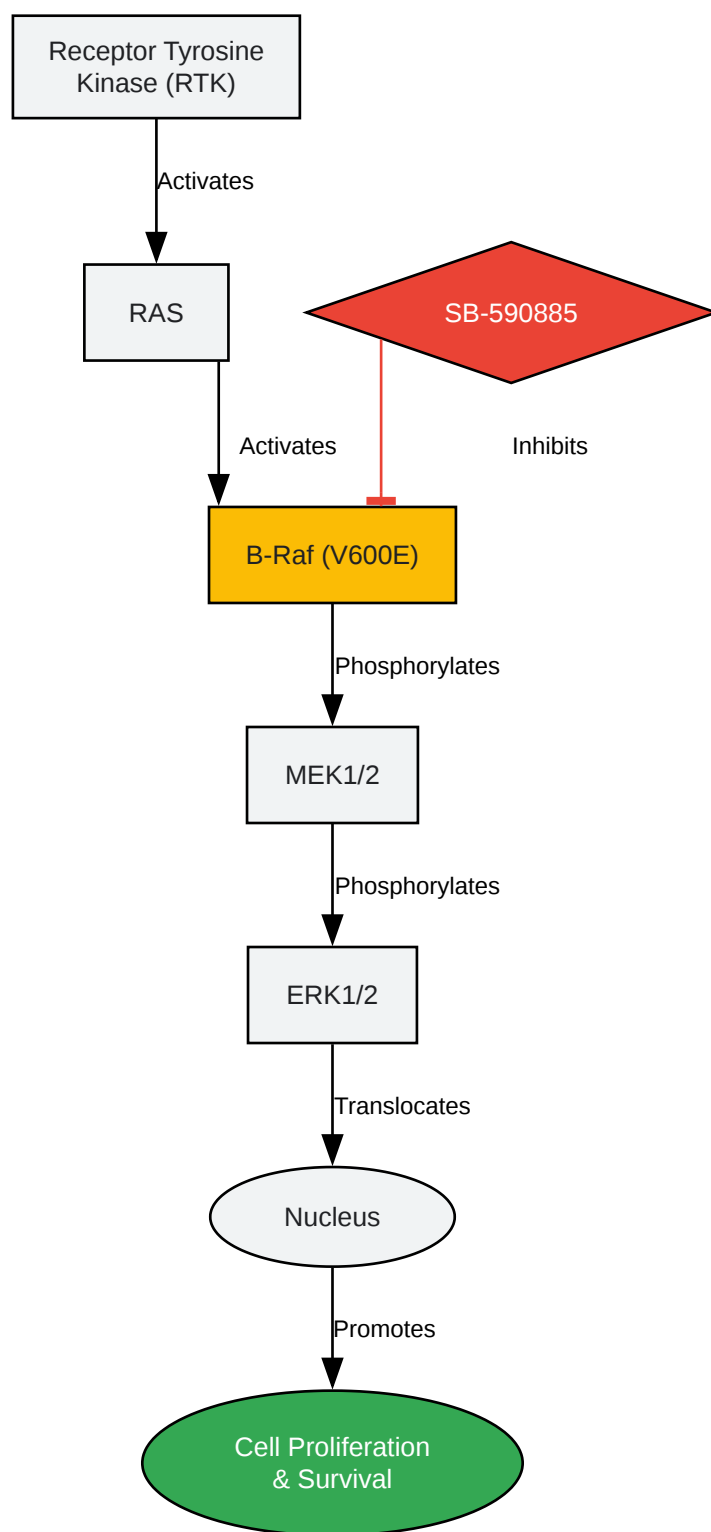 Receptor Tyrosine
Kinase (RTK)
Activates
RAS
SB-590885
Activates
Inhibits
B-Raf (V600E)
Phosphorylates
MEK1/2
Phosphorylates
ERK1/2
Translocates
Nucleus
Promotes
Cell Proliferation
& Survival